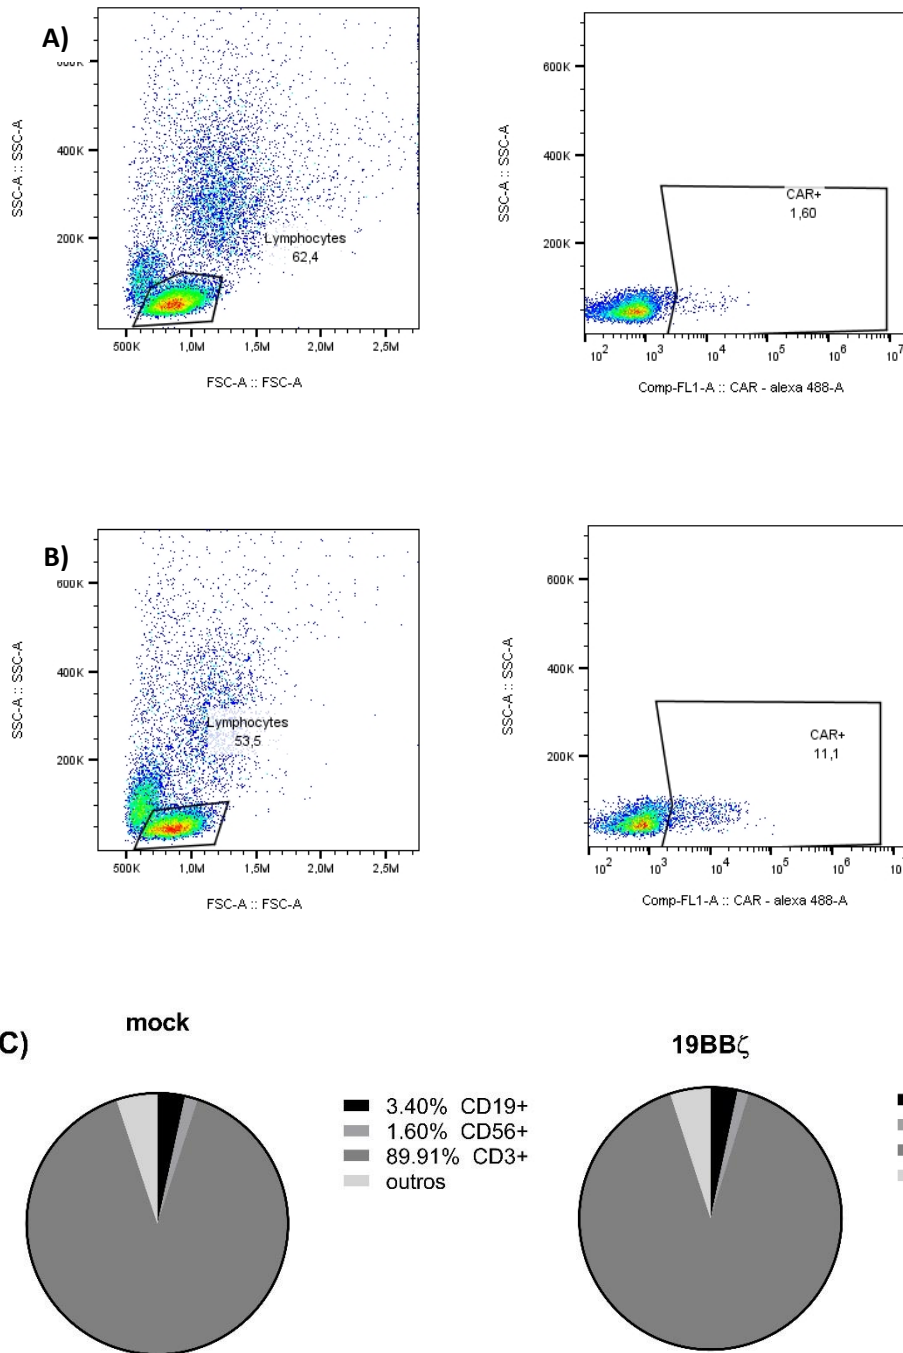 A)
600K
400K
200K
SSC-A :: SSC-A
Lymphocytes
62,4
500K 1,0M 1,5M 2,0M 2,5M
FSC-A :: FSC-A
600K
400K
200K
SSC-A :: SSC-A
CAR+
1,60
10² 10³ 10⁴ 10⁵ 10⁶ 10⁷
Comp-FL1-A :: CAR - alexa 488-A
B)
600K
400K
200K
SSC-A :: SSC-A
Lymphocytes
53,5
500K 1,0M 1,5M 2,0M 2,5M
FSC-A :: FSC-A
600K
400K
200K
SSC-A :: SSC-A
CAR+
11,1
10² 10³ 10⁴ 10⁵ 10⁶ 10⁷
Comp-FL1-A :: CAR - alexa 488-A
C)
mock
3.40% CD19+
1.60% CD56+
89.91% CD3+
outros
19BBζ